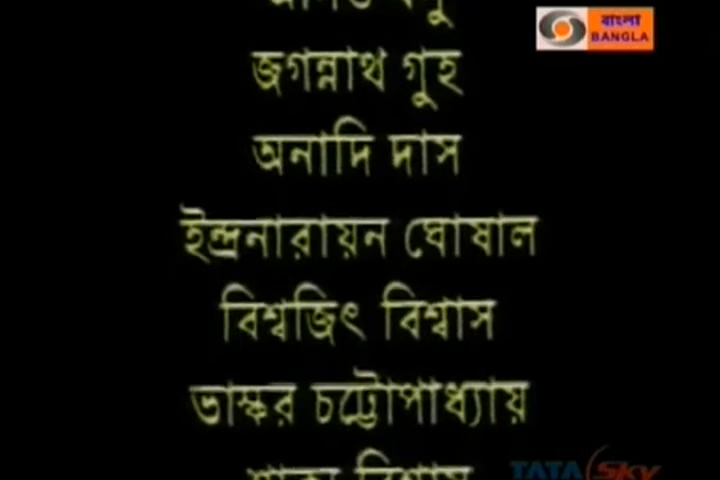 বাংলা
BANGLA
জগন্নাথ গুহ
অনাদি দাস
ইন্দ্রনারায়ন ঘোষাল
বিশ্বজিৎ বিশ্বাস
ভাস্কর চট্টোপাধ্যায়
বিশ্বাস
TATA Sky